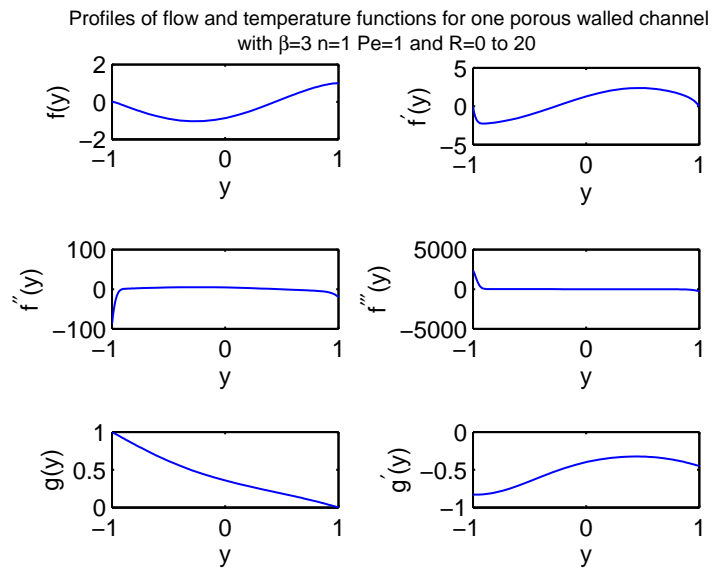 Profiles of flow and temperature functions for one porous walled channel
with β=3 n=1 Pe=1 and R=0 to 20
2
0
−2
−1
0
1
y
f(y)
5
0
−5
−1
0
1
y
f′(y)
100
0
−100
−1
0
1
y
f′′(y)
5000
0
−5000
−1
0
1
y
f′′′(y)
1
0.5
0
−1
0
1
y
g(y)
0
−0.5
−1
−1
0
1
y
g′(y)